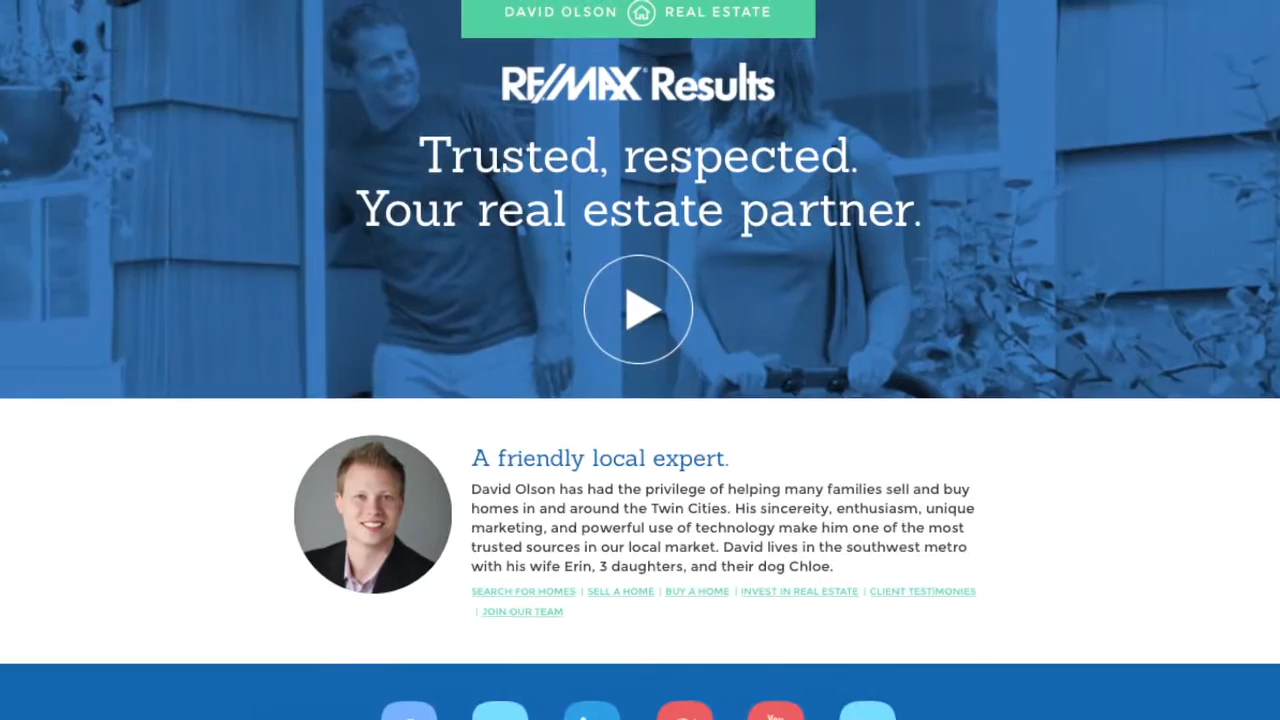 DAVID OLSON REAL ESTATE
RE/MAX Results
Trusted, respected.
Your real estate partner.
A friendly local expert.
David Olson has had the privilege of helping many families sell and buy
homes in and around the Twin Cities. His sincereity, enthusiasm, unique
marketing, and powerful use of technology make him one of the most
trusted sources in our local market. David lives in the southwest metro
with his wife Erin, 3 daughters, and their dog Chloe.
SEARCH FOR HOMES | SELL A HOME | BUY A HOME | INVEST IN REAL ESTATE | CLIENT TESTIMONIES
| JOIN OUR TEAM
You